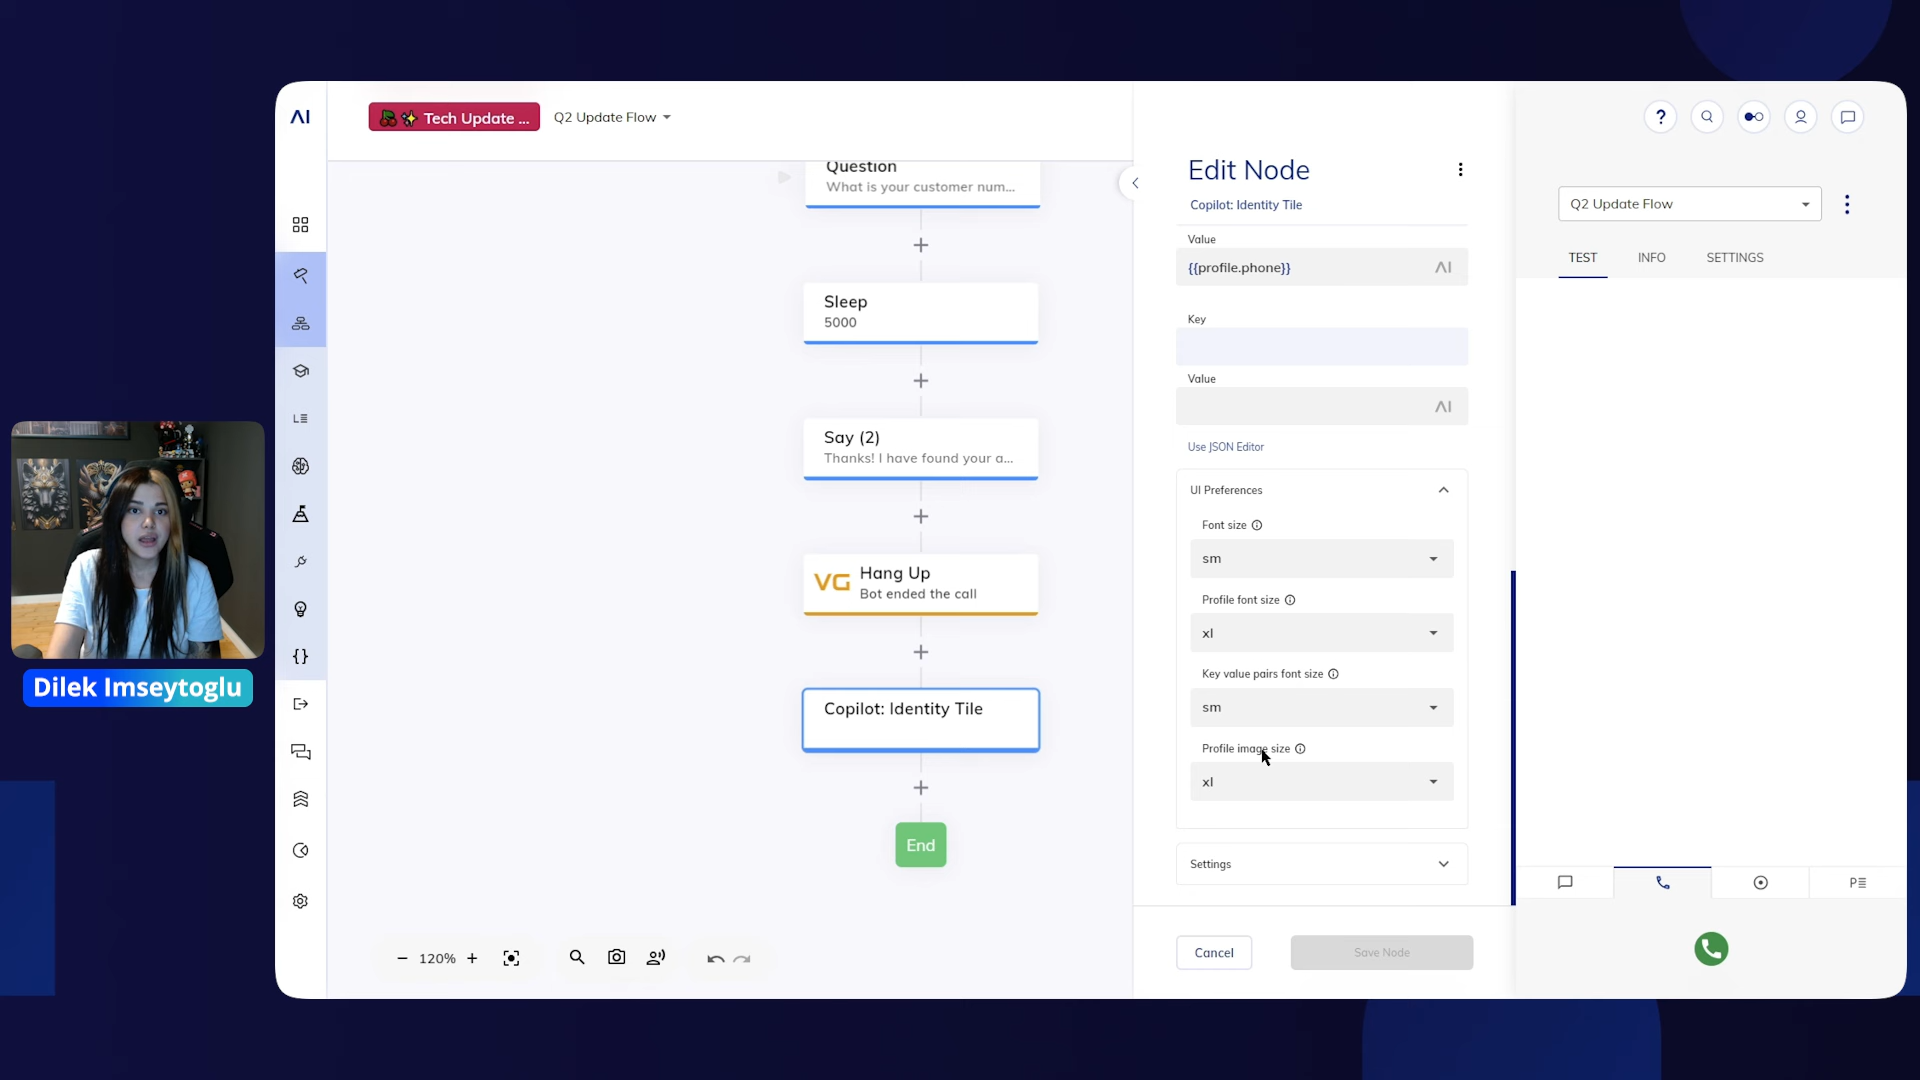 AI
🍒✨ Tech Update ...
Q2 Update Flow
Question
What is your customer num...
Sleep
5000
Say (2)
Thanks! I have found your a...
VG
Hang Up
Bot ended the call
Copilot: Identity Tile
End
120%
Edit Node
Copilot: Identity Tile
Value
{{profile.phone}}
AI
Key
Value
AI
Use JSON Editor
UI Preferences
Font size
sm
Profile font size
xl
Key value pairs font size
sm
Profile image size
xl
Settings
Cancel
Save Node
?
Q2 Update Flow
TEST
INFO
SETTINGS
Dilek Imseytoglu